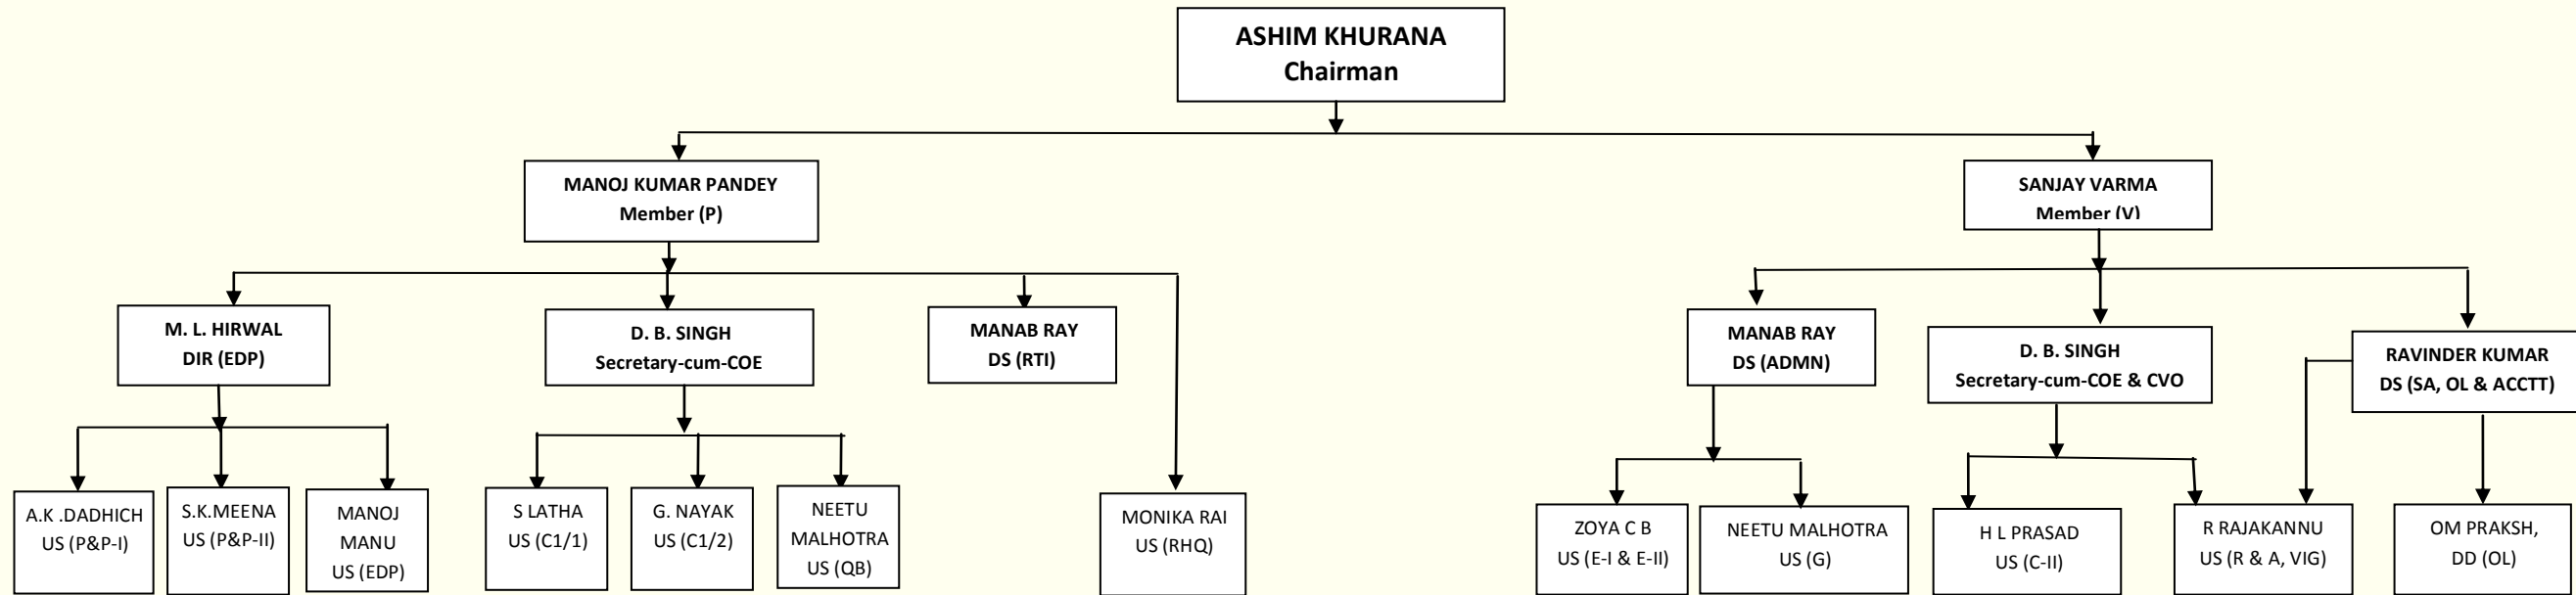 ASHIM KHURANA
Chairman
MANOJ KUMAR PANDEY
Member (P)
SANJAY VARMA
Member (V)
M. L. HIRWAL
DIR (EDP)
D. B. SINGH
Secretary-cum-COE
MANAB RAY
DS (RTI)
MANAB RAY
DS (ADMN)
D. B. SINGH
Secretary-cum-COE & CVO
RAVINDER KUMAR
DS (SA, OL & ACCTT)
A.K .DADHICH
US (P&P-I)
S.K.MEENA
US (P&P-II)
MANOJ
MANU
US (EDP)
S LATHA
US (C1/1)
G. NAYAK
US (C1/2)
NEETU
MALHOTRA
US (QB)
MONIKA RAI
US (RHQ)
ZOYA C B
US (E-I & E-II)
NEETU MALHOTRA
US (G)
H L PRASAD
US (C-II)
R RAJAKANNU
US (R & A, VIG)
OM PRAKSH,
DD (OL)